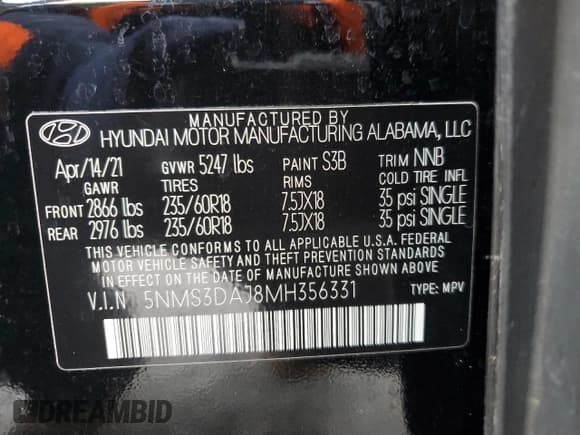 MANUFACTURED BY
HYUNDAI MOTOR MANUFACTURING ALABAMA, LLC
Apr/14/21 GVWR 5247 lbs PAINT S3B TRIM NNB
GAWR TIRES RIMS COLD TIRE INFL
FRONT 2866 lbs 235/60R18 7.5JX18 35 psi SINGLE
REAR 2976 lbs 235/60R18 7.5JX18 35 psi SINGLE
THIS VEHICLE CONFORMS TO ALL APPLICABLE U.S.A. FEDERAL
MOTOR VEHICLE SAFETY AND THEFT PREVENTION STANDARDS
IN EFFECT ON THE DATE OF MANUFACTURE SHOWN ABOVE.
V.I.N 5NMS3DAJ8MH356331 TYPE: MPV
DREAMBID